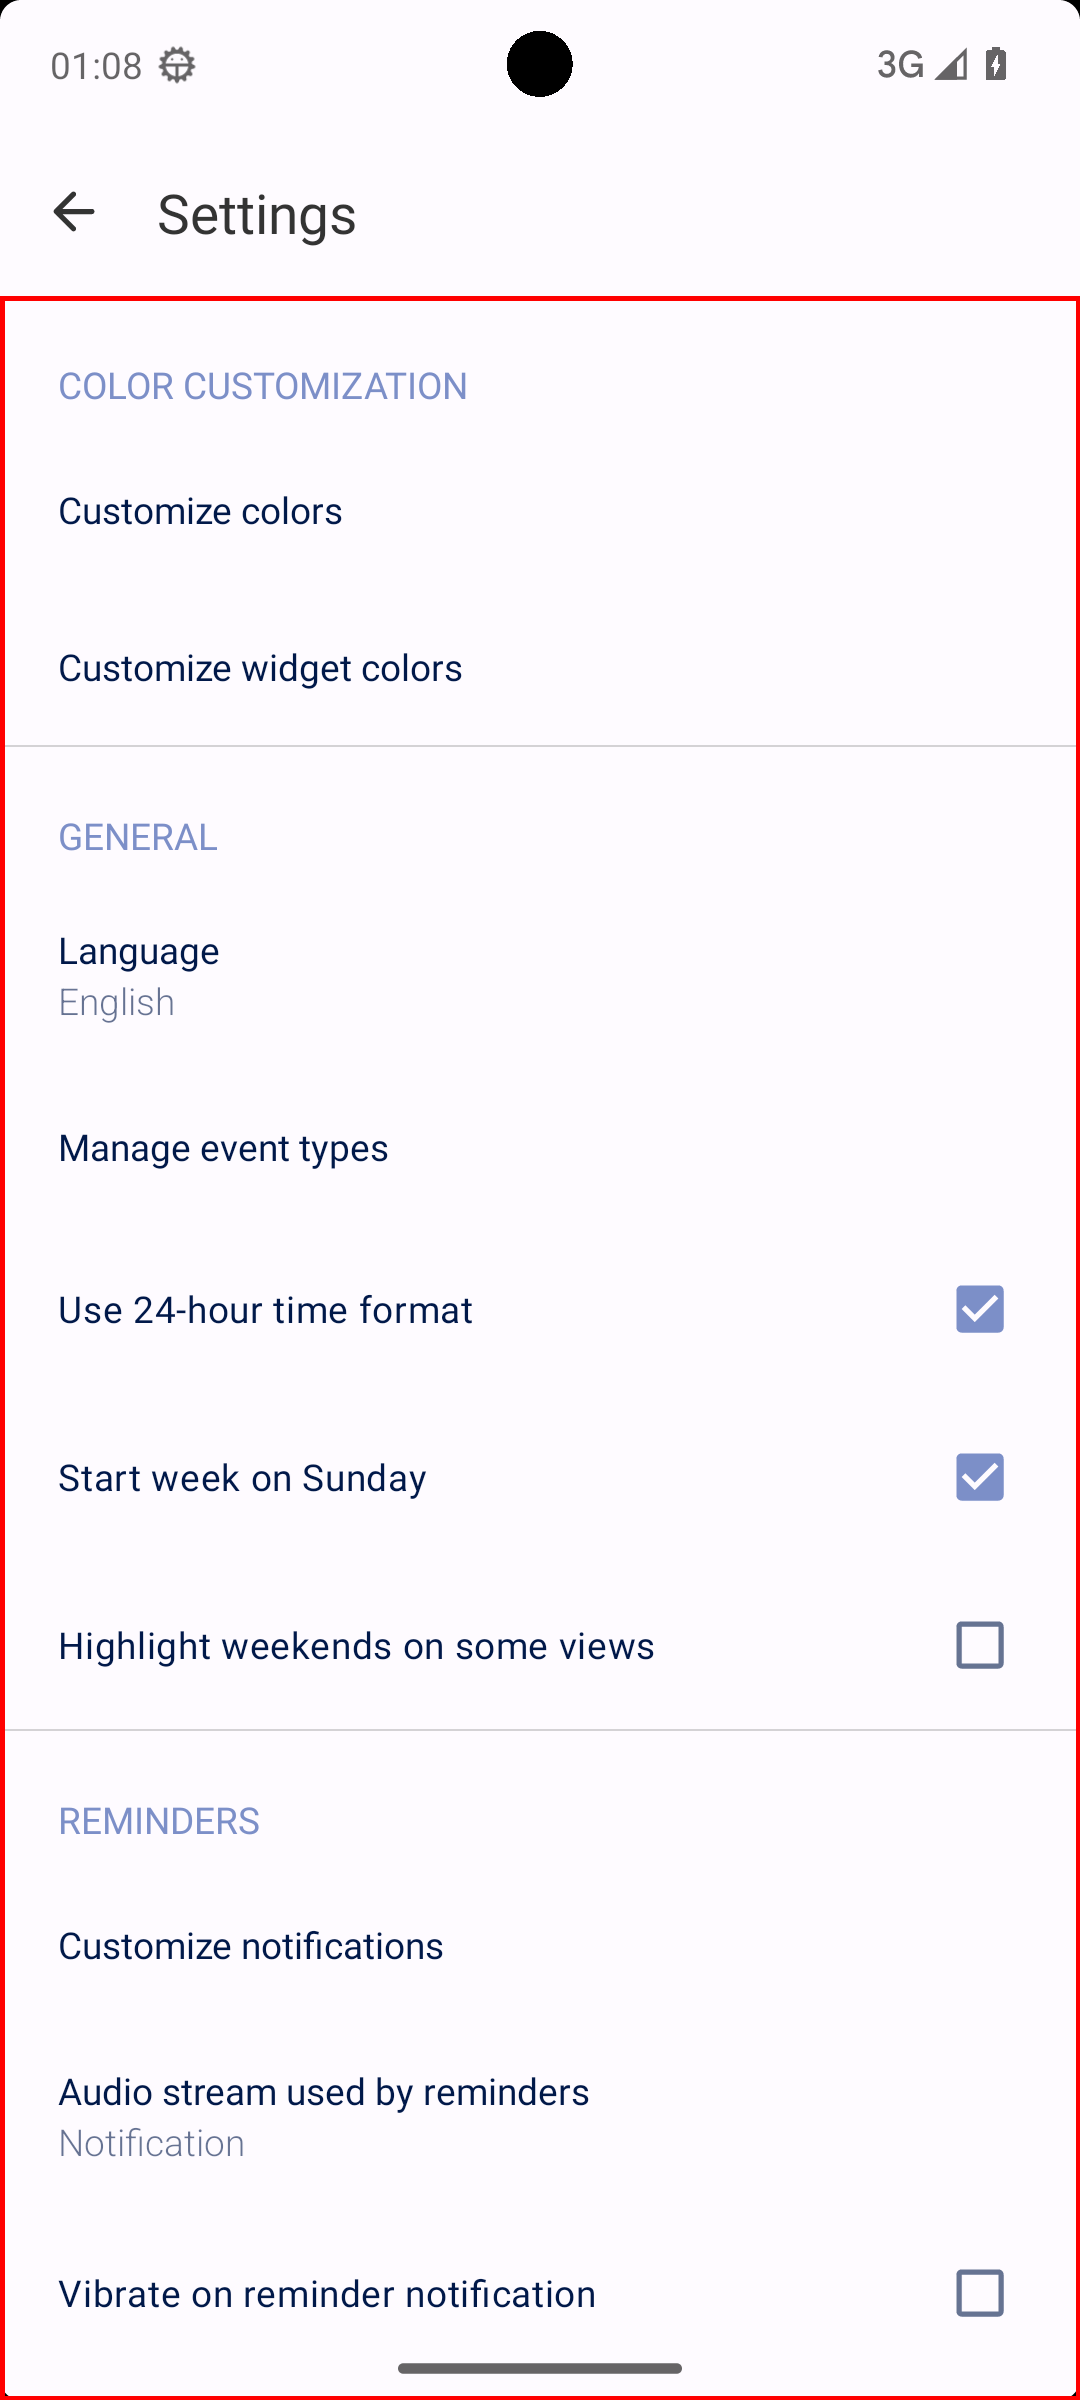 01:08
3G
Settings
COLOR CUSTOMIZATION
Customize colors
Customize widget colors
GENERAL
Language
English
Manage event types
Use 24-hour time format
Start week on Sunday
Highlight weekends on some views
REMINDERS
Customize notifications
Audio stream used by reminders
Notification
Vibrate on reminder notification